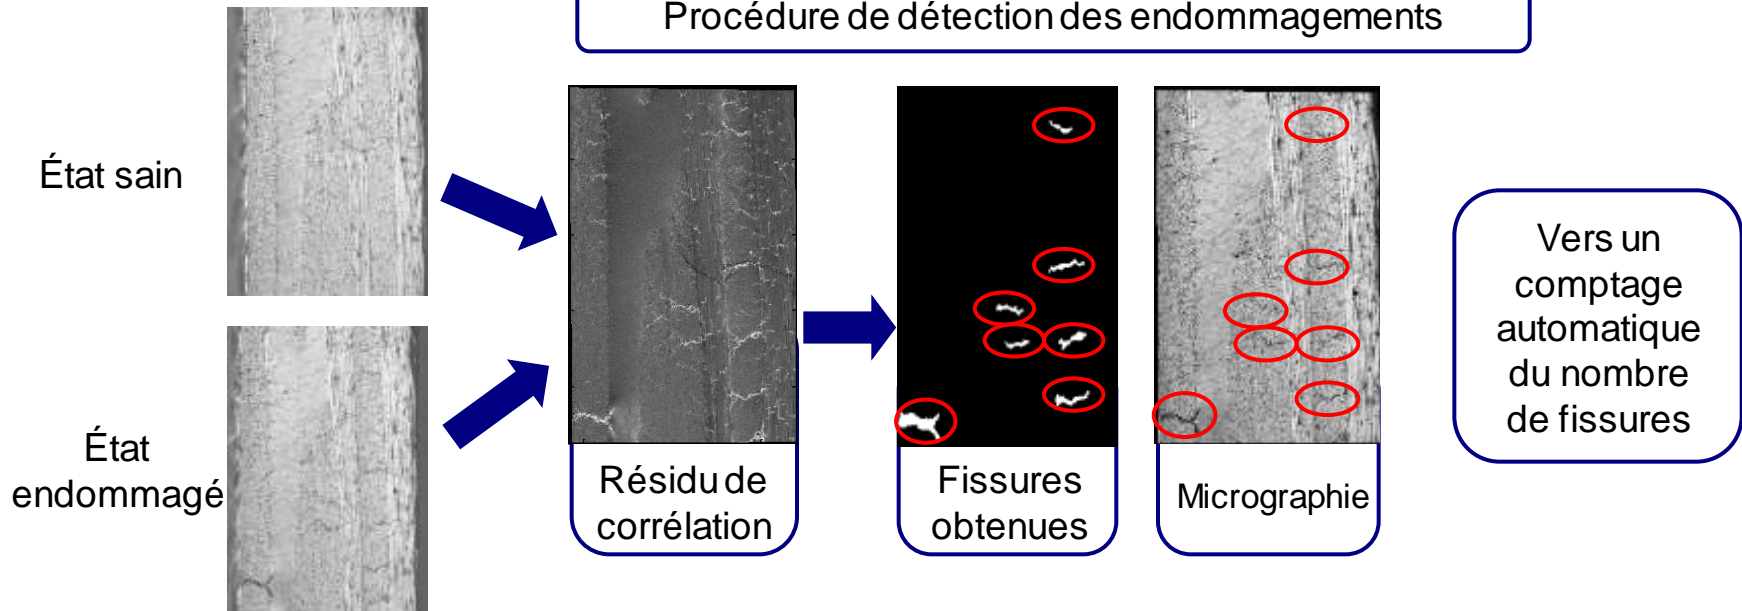 Procédure de détection des endommagements
État sain
État
endommagé
Résidu de
corrélation
Fissures
obtenues
Micrographie
Vers un
comptage
automatique
du nombre
de fissures